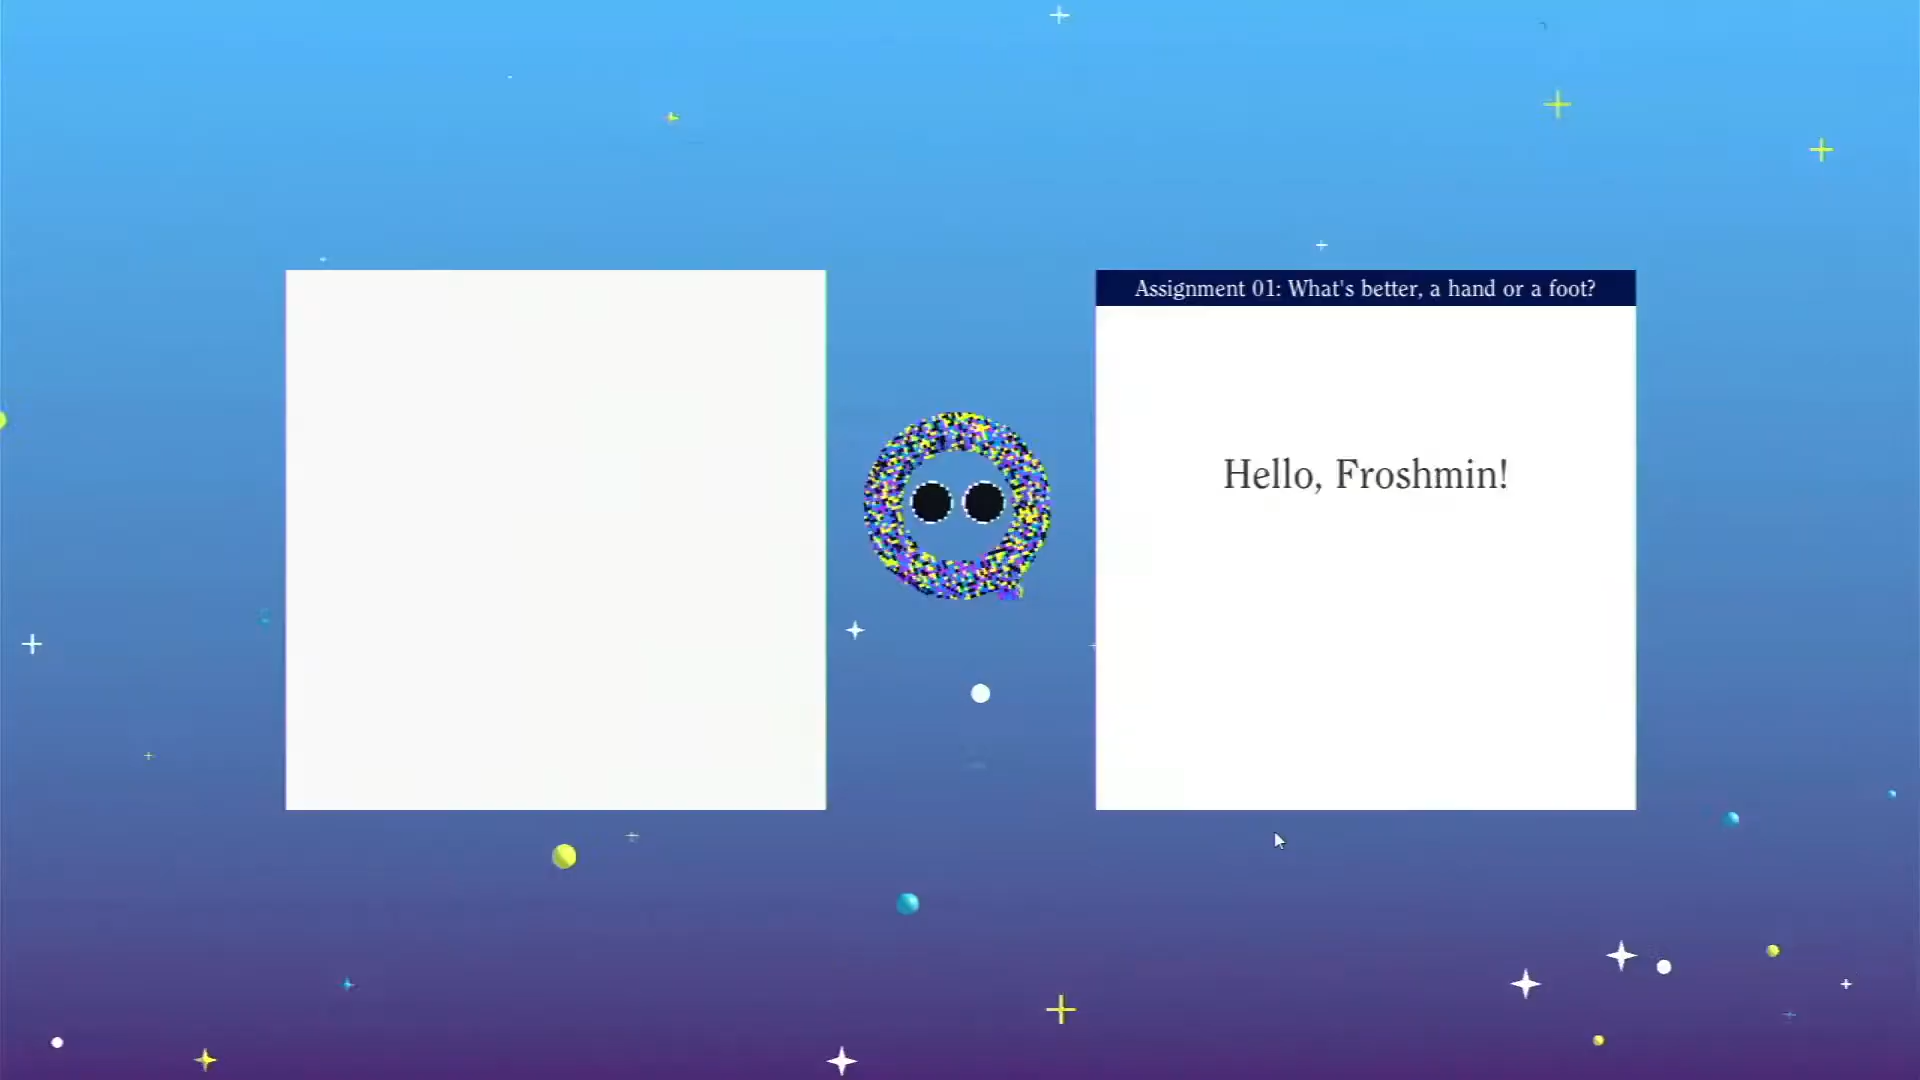 Assignment 01: What's better, a hand or a foot?
Hello, Froshmin!